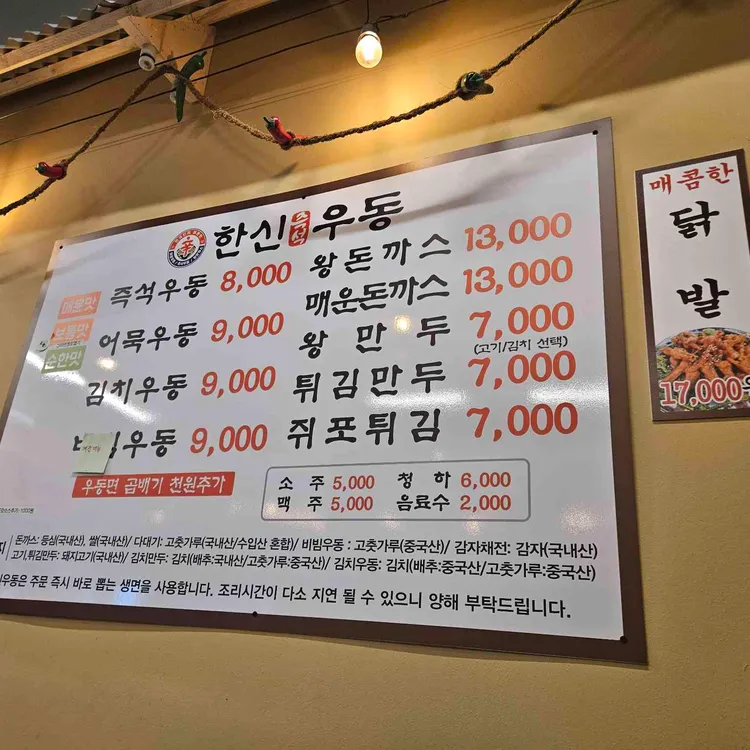 한신 즉석 우동
매운맛
보통맛
순한맛
즉석우동 8,000
어묵우동 9,000
김치우동 9,000
우동 9,000
우동면 곱배기 천원추가
왕돈까스 13,000
매운돈까스 13,000
왕만두 7,000
(고기/김치 선택)
튀김만두 7,000
쥐포튀김 7,000
소주 5,000 청하 6,000
맥주 5,000 음료수 2,000
돈까스: 등심(국내산), 쌀(국내산)/ 다대기: 고춧가루(국내산/수입산 혼합)/ 비빔우동 : 고춧가루(중국산)/ 감자채전: 감자(국내산)
고기,튀김만두: 돼지고기(국내산)/ 김치만두: 김치(배추:국내산/고춧가루:중국산)/ 김치우동: 김치(배추:중국산/고춧가루:중국산)
우동은 주문 즉시 바로 뽑는 생면을 사용합니다. 조리시간이 다소 지연 될 수 있으니 양해 부탁드립니다.
매콤한
닭
발
17,000원